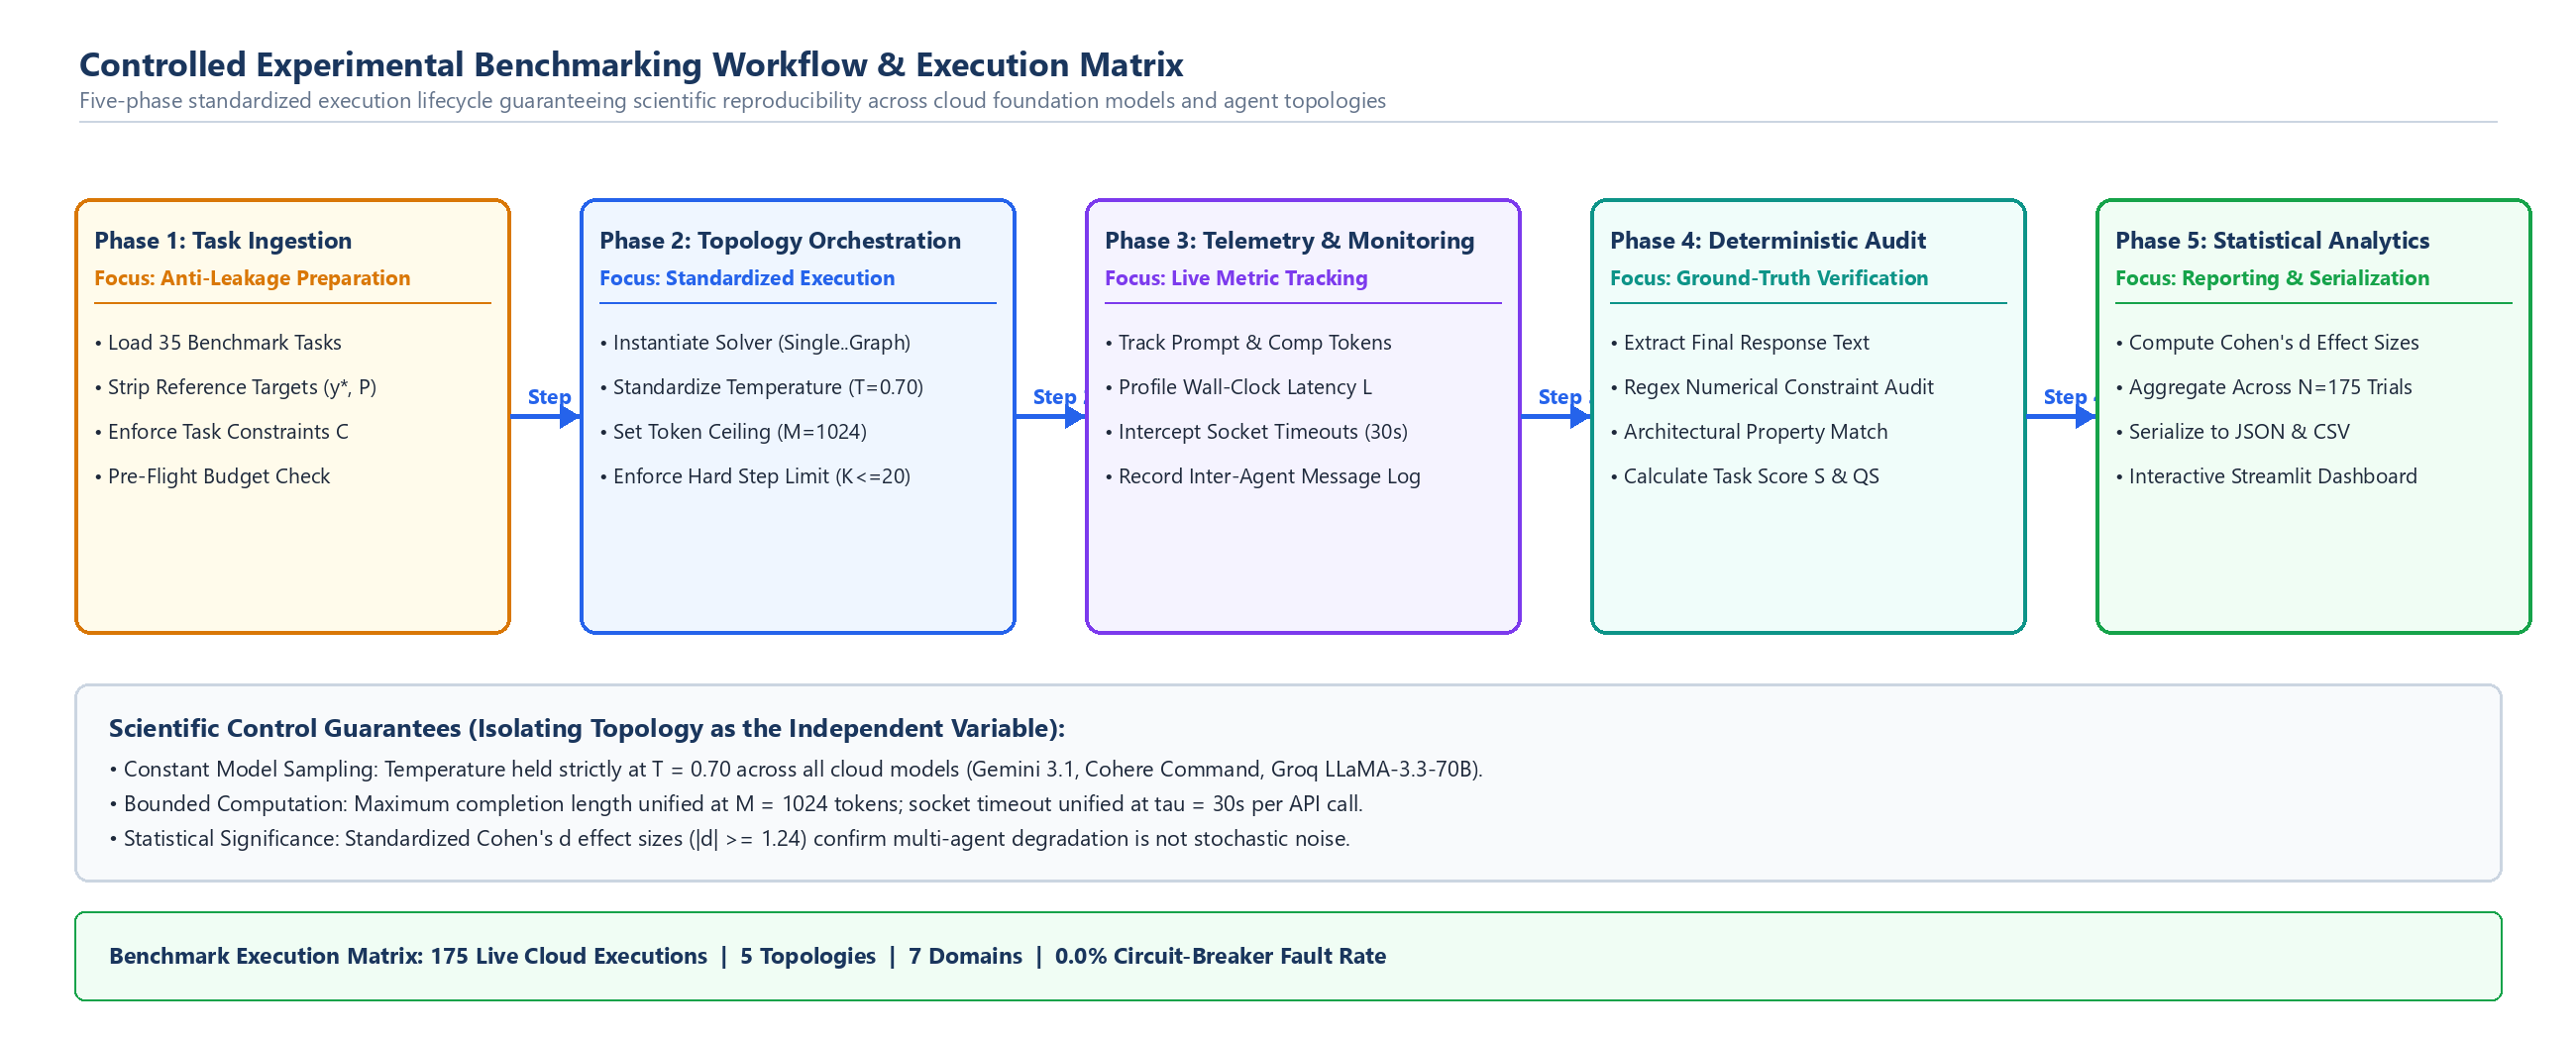 Controlled Experimental Benchmarking Workflow & Execution Matrix
Five-phase standardized execution lifecycle guaranteeing scientific reproducibility across cloud foundation models and agent topologies
Phase 1: Task Ingestion
Focus: Anti-Leakage Preparation
• Load 35 Benchmark Tasks
• Strip Reference Targets (y*, P)
• Enforce Task Constraints C
• Pre-Flight Budget Check
Step
Phase 2: Topology Orchestration
Focus: Standardized Execution
• Instantiate Solver (Single..Graph)
• Standardize Temperature (T=0.70)
• Set Token Ceiling (M=1024)
• Enforce Hard Step Limit (K<=20)
Step
Phase 3: Telemetry & Monitoring
Focus: Live Metric Tracking
• Track Prompt & Comp Tokens
• Profile Wall-Clock Latency L
• Intercept Socket Timeouts (30s)
• Record Inter-Agent Message Log
Step
Phase 4: Deterministic Audit
Focus: Ground-Truth Verification
• Extract Final Response Text
• Regex Numerical Constraint Audit
• Architectural Property Match
• Calculate Task Score S & QS
Step
Phase 5: Statistical Analytics
Focus: Reporting & Serialization
• Compute Cohen's d Effect Sizes
• Aggregate Across N=175 Trials
• Serialize to JSON & CSV
• Interactive Streamlit Dashboard
Scientific Control Guarantees (Isolating Topology as the Independent Variable):
• Constant Model Sampling: Temperature held strictly at T = 0.70 across all cloud models (Gemini 3.1, Cohere Command, Groq LLaMA-3.3-70B).
• Bounded Computation: Maximum completion length unified at M = 1024 tokens; socket timeout unified at tau = 30s per API call.
• Statistical Significance: Standardized Cohen's d effect sizes (|d| >= 1.24) confirm multi-agent degradation is not stochastic noise.
Benchmark Execution Matrix: 175 Live Cloud Executions | 5 Topologies | 7 Domains | 0.0% Circuit-Breaker Fault Rate